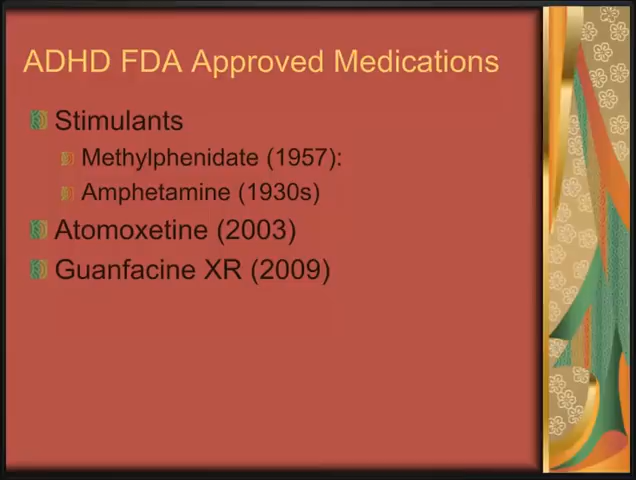 ADHD FDA Approved Medications
Stimulants
Methylphenidate (1957):
Amphetamine (1930s)
Atomoxetine (2003)
Guanfacine XR (2009)